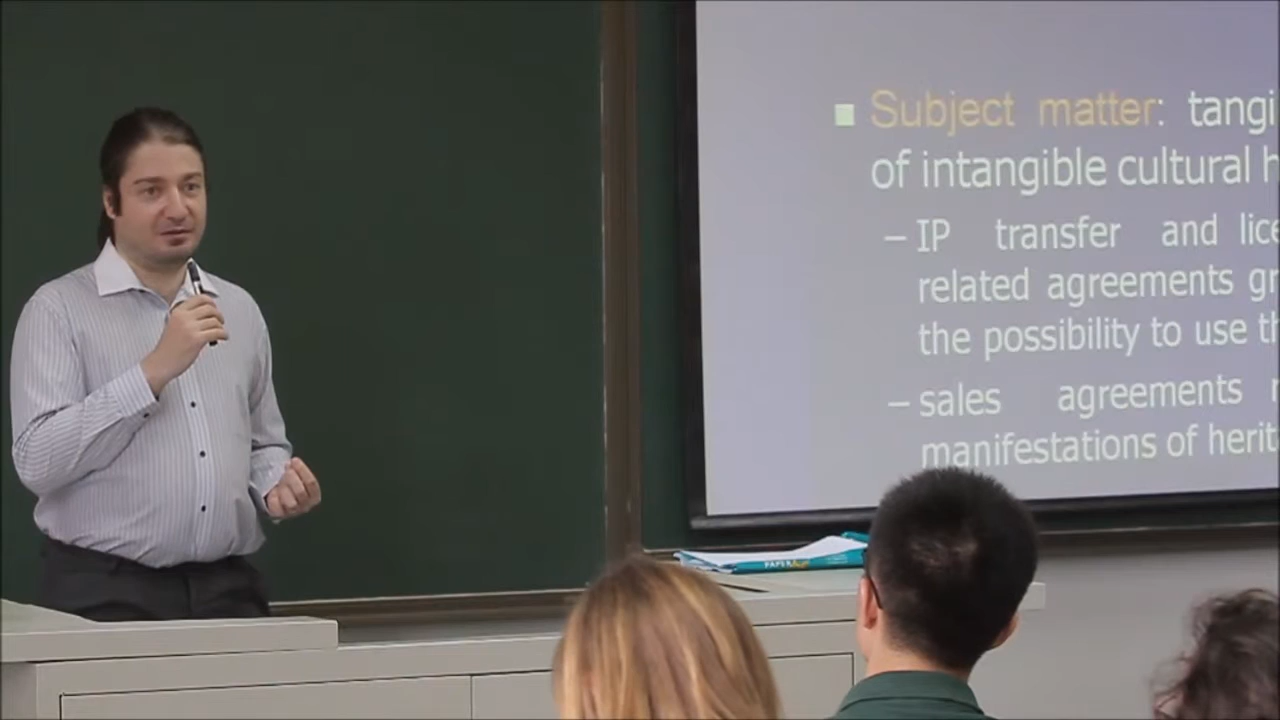 Subject matter: tangi
of intangible cultural h
– IP transfer and lice
related agreements gr
the possibility to use th
– sales agreements
manifestations of herit
PAPER